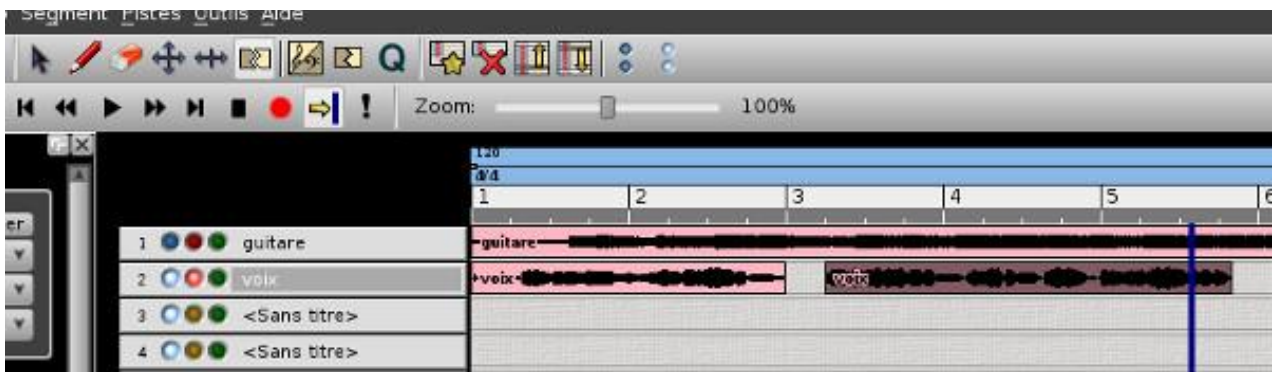 Segment Pistes Outils Aide
Q
Zoom: 100%
120
4/4
1 2 3 4 5 6
er
1 guitare
guitare
2 voix
voix voix
3 <Sans titre>
4 <Sans titre>